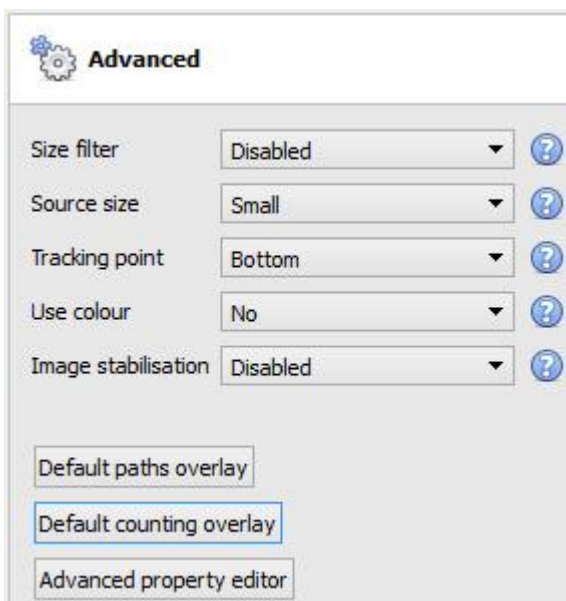 Advanced
Size filter Disabled
Source size Small
Tracking point Bottom
Use colour No
Image stabilisation Disabled
Default paths overlay
Default counting overlay
Advanced property editor